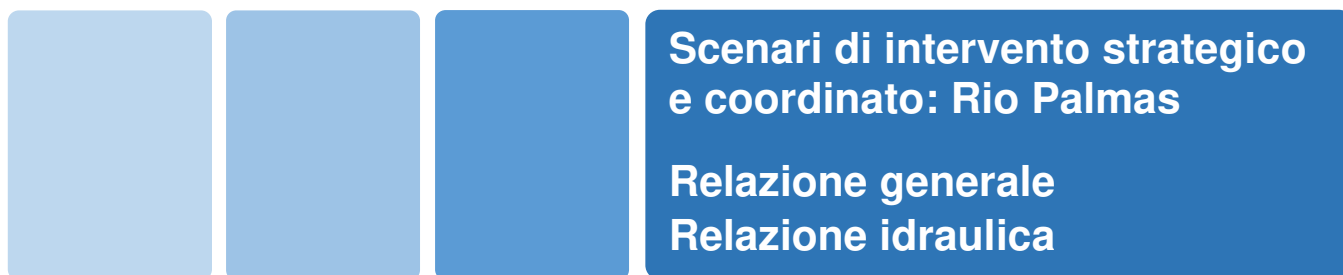 Scenari di intervento strategico
e coordinato: Rio Palmas
Relazione generale
Relazione idraulica